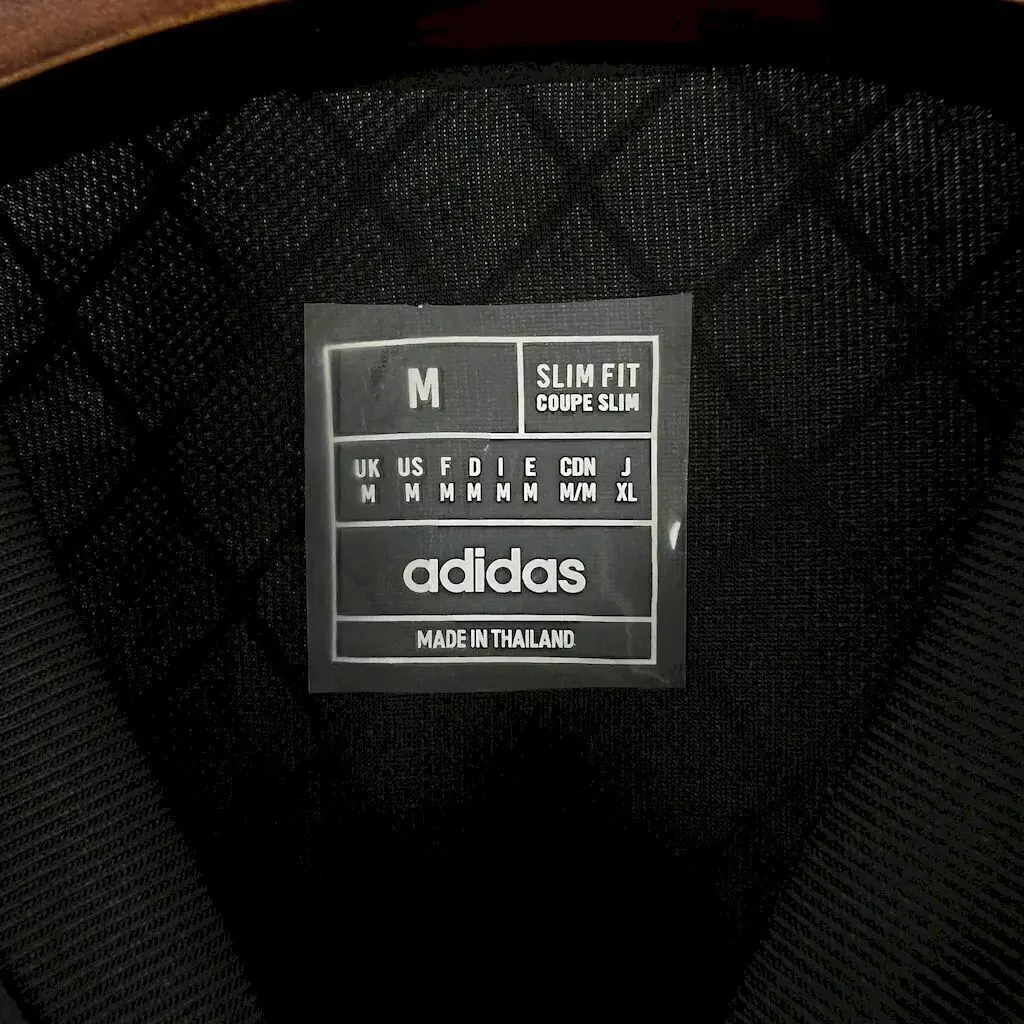 M
SLIM FIT
COUPE SLIM
UK US F D I E CDN J
M M M M M M M/M XL
adidas
MADE IN THAILAND